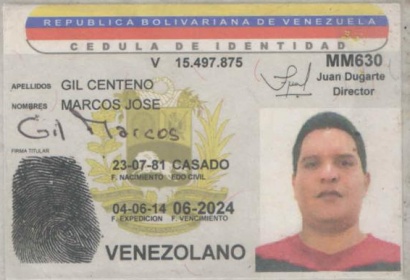 REPUBLICA BOLIVARIANA DE VENEZUELA
CEDULA DE IDENTIDAD
V 15.497.875 MM630
Juan Dugarte
Director
APELLIDOS GIL CENTENO
NOMBRES MARCOS JOSE
Gil Marcos
FIRMA TITULAR
23-07-81 CASADO
F. NACIMIENTO EDO CIVIL
04-06-14 06-2024
F. EXPEDICION F. VENCIMIENTO
VENEZOLANO